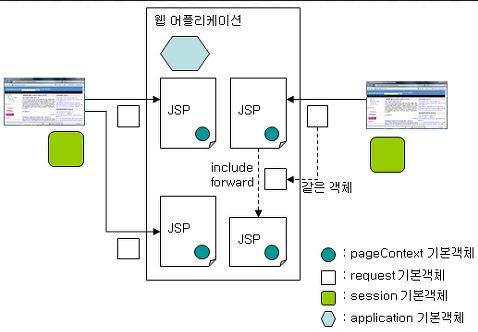 웹 어플리케이션
JSP
JSP
include
forward
같은 객체
JSP
JSP
: pageContext 기본객체
: request 기본객체
: session 기본객체
: application 기본객체